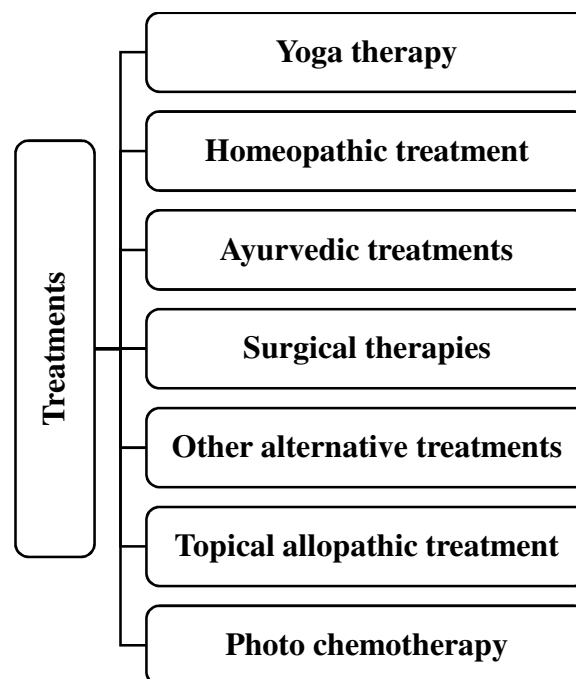 Treatments
Yoga therapy
Homeopathic treatment
Ayurvedic treatments
Surgical therapies
Other alternative treatments
Topical allopathic treatment
Photo chemotherapy